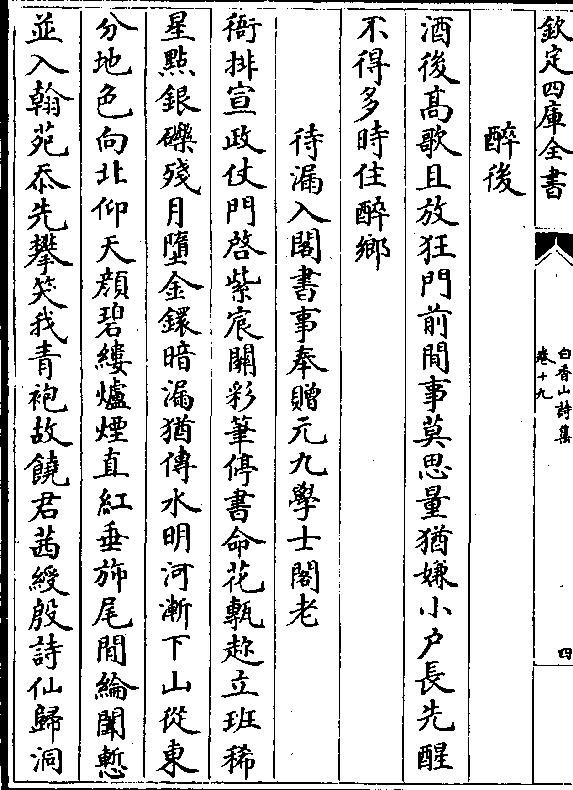 欽定四庫全書
白香山詩集
卷十九
四
醉後
酒後高歌且放狂門前閒事莫思量猶嫌小户長先醒
不得多時住醉鄉
待漏入閣書事奉贈元九學士閣老
衙排宣政仗門啓紫宸關彩筆停書命花甎趂立班稀
星㸃銀礫殘月墮金鐶暗漏猶傳水明河漸下山從東
分地色向北仰天顔碧縷爐煙直紅垂斾尾閒綸闈慙
並入翰苑忝先攀笑我青袍故饒君茜綬殷詩仙歸洞